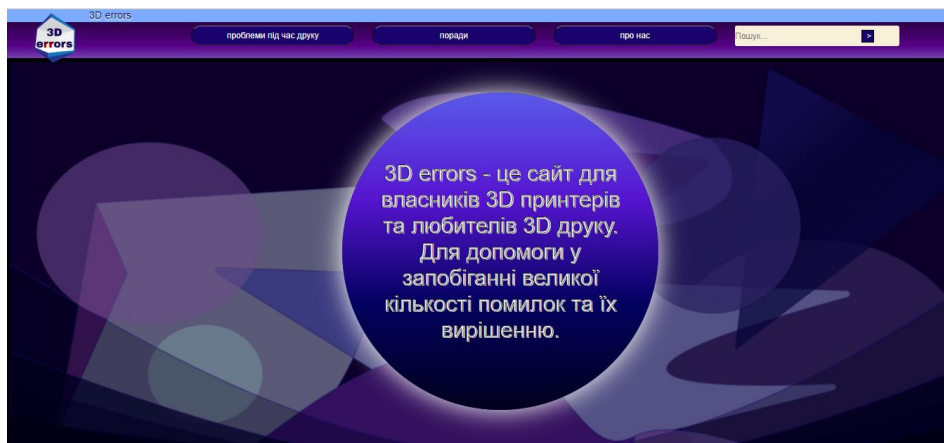 3D errors
3D
errors
проблеми під час друку
поради
про нас
Пошук...
>
3D errors - це сайт для
власників 3D принтерів
та любителів 3D друку.
Для допомоги у
запобіганні великої
кількості помилок та їх
вирішенню.